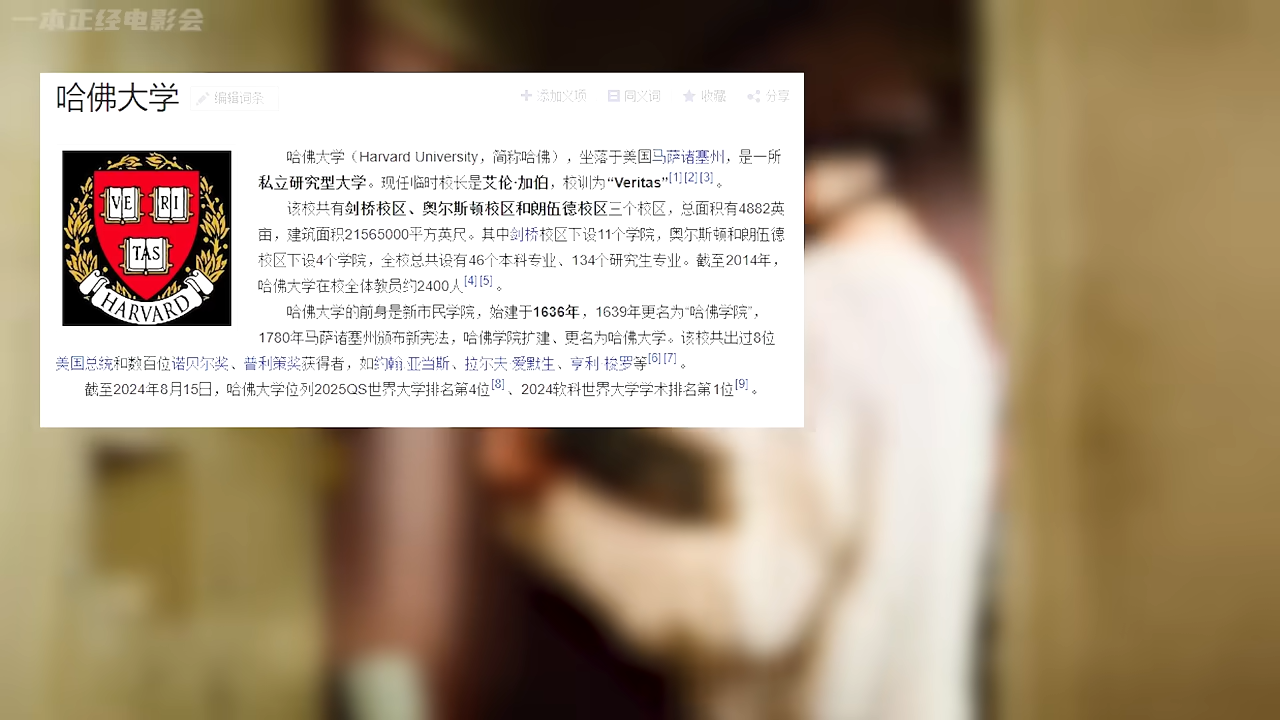 一本正经电影会
哈佛大学 编辑词条 添加义项 同义词 收藏 分享
哈佛大学（Harvard University，简称哈佛），坐落于美国马萨诸塞州，是一所
私立研究型大学。现任临时校长是艾伦·加伯，校训为“Veritas”[1][2][3]。
该校共有剑桥校区、奥尔斯顿校区和朗伍德校区三个校区，总面积有4882英
亩，建筑面积21565000平方英尺。其中剑桥校区下设11个学院，奥尔斯顿和朗伍德
校区下设4个学院，全校总共设有46个本科专业、134个研究生专业。截至2014年，
哈佛大学在校全体教员约2400人[4][5]。
哈佛大学的前身是新市民学院，始建于1636年，1639年更名为“哈佛学院”，
1780年马萨诸塞州颁布新宪法，哈佛学院扩建、更名为哈佛大学。该校共出过8位
美国总统和数百位诺贝尔奖、普利策奖获得者，如约翰·亚当斯、拉尔夫·爱默生、亨利·梭罗等[6][7]。
截至2024年8月15日，哈佛大学位列2025QS世界大学排名第4位[8]、2024软科世界大学学术排名第1位[9]。
VE RI
TAS
HARVARD